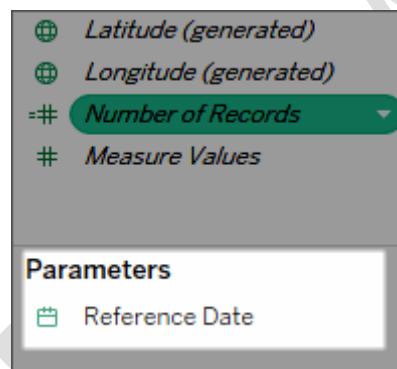 Latitude (generated)
Longitude (generated)
=# Number of Records
# Measure Values
Parameters
Reference Date